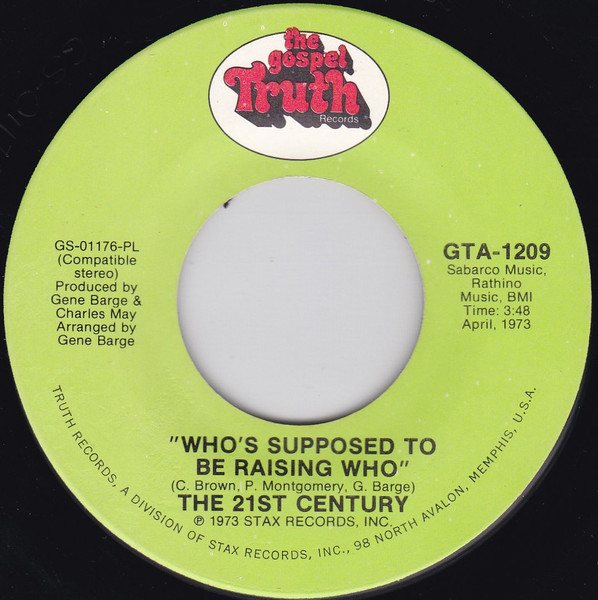 the
gospel
Truth
Records
GS-01176-PL
(Compatible
stereo)
Produced by
Gene Barge &
Charles May
Arranged by
Gene Barge
GTA-1209
Sabarco Music,
Rathino
Music, BMI
Time: 3:48
April, 1973
"WHO'S SUPPOSED TO
BE RAISING WHO"
(C. Brown, P. Montgomery, G. Barge)
THE 21ST CENTURY
℗ 1973 STAX RECORDS, INC.
TRUTH RECORDS, A DIVISION OF STAX RECORDS, INC., 98 NORTH AVALON, MEMPHIS, U.S.A.